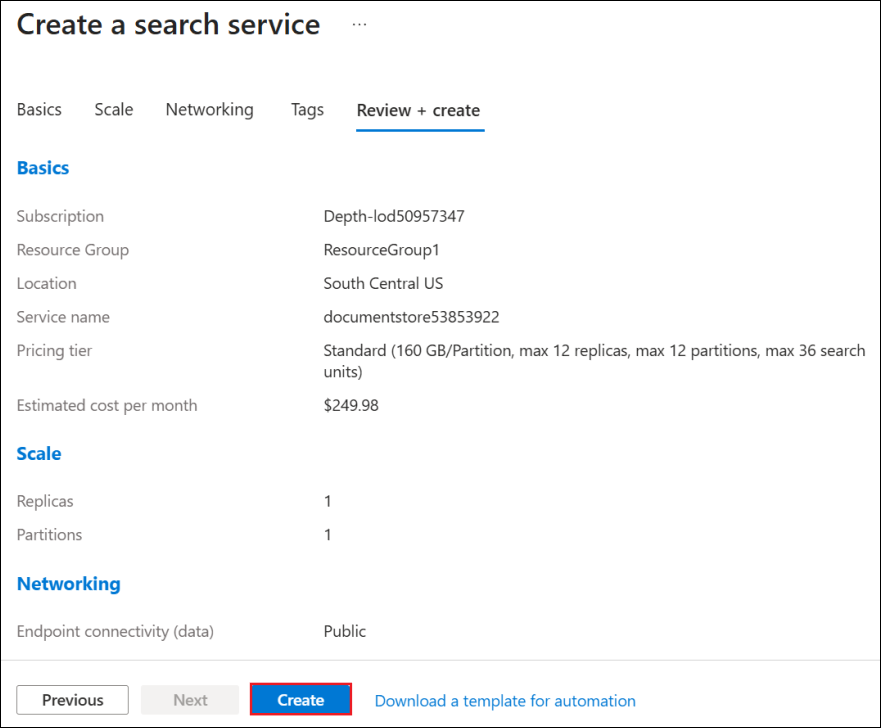 Create a search service ...
Basics Scale Networking Tags Review + create
Basics
Subscription Depth-lod50957347
Resource Group ResourceGroup1
Location South Central US
Service name documentstore53853922
Pricing tier Standard (160 GB/Partition, max 12 replicas, max 12 partitions, max 36 search
units)
Estimated cost per month $249.98
Scale
Replicas 1
Partitions 1
Networking
Endpoint connectivity (data) Public
Previous Next Create Download a template for automation